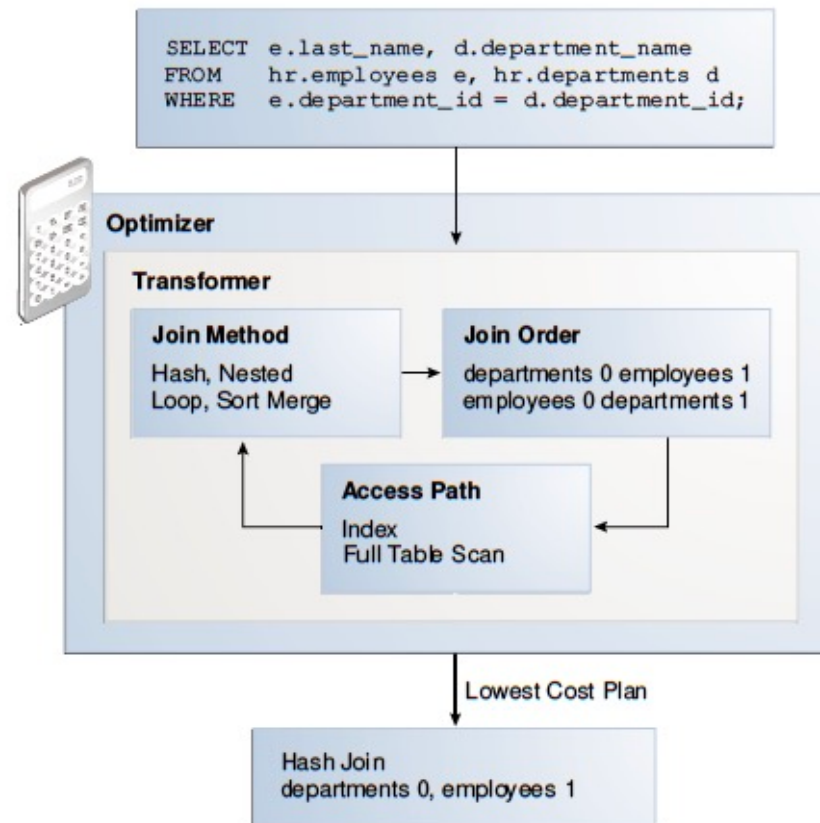 SELECT e.last_name, d.department_name
FROM hr.employees e, hr.departments d
WHERE e.department_id = d.department_id;
Optimizer
Transformer
Join Method
Hash, Nested
Loop, Sort Merge
Join Order
departments 0 employees 1
employees 0 departments 1
Access Path
Index
Full Table Scan
Lowest Cost Plan
Hash Join
departments 0, employees 1